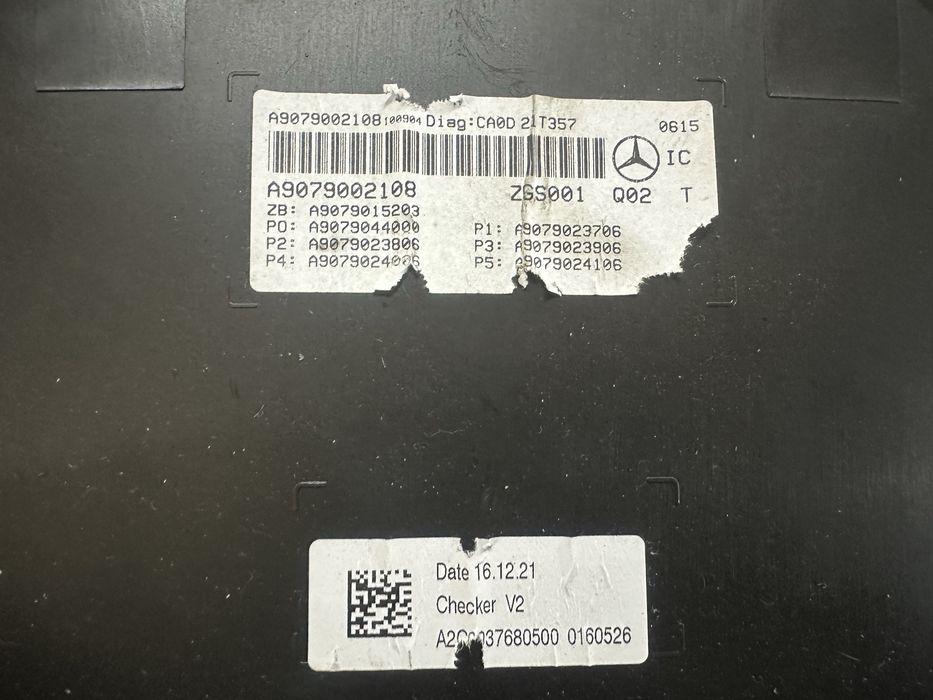 A9079002108 100904 Diag:CA0D 21T357 0615
IC
A9079002108 ZGS001 Q02 T
ZB: A9079015203
P0: A9079044000 P1: A9079023706
P2: A9079023806 P3: A9079023906
P4: A9079024006 P5: A9079024106
Date 16.12.21
Checker V2
0160526